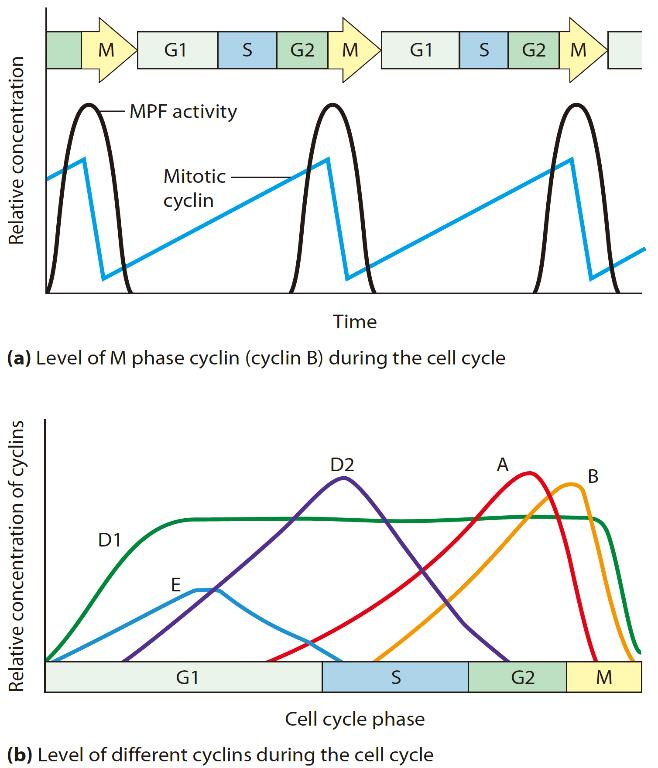 M G1 S G2 M G1 S G2 M
MPF activity
Mitotic
cyclin
Relative concentration
Time
(a) Level of M phase cyclin (cyclin B) during the cell cycle
D2 A B
D1
E
Relative concentration of cyclins
G1 S G2 M
Cell cycle phase
(b) Level of different cyclins during the cell cycle